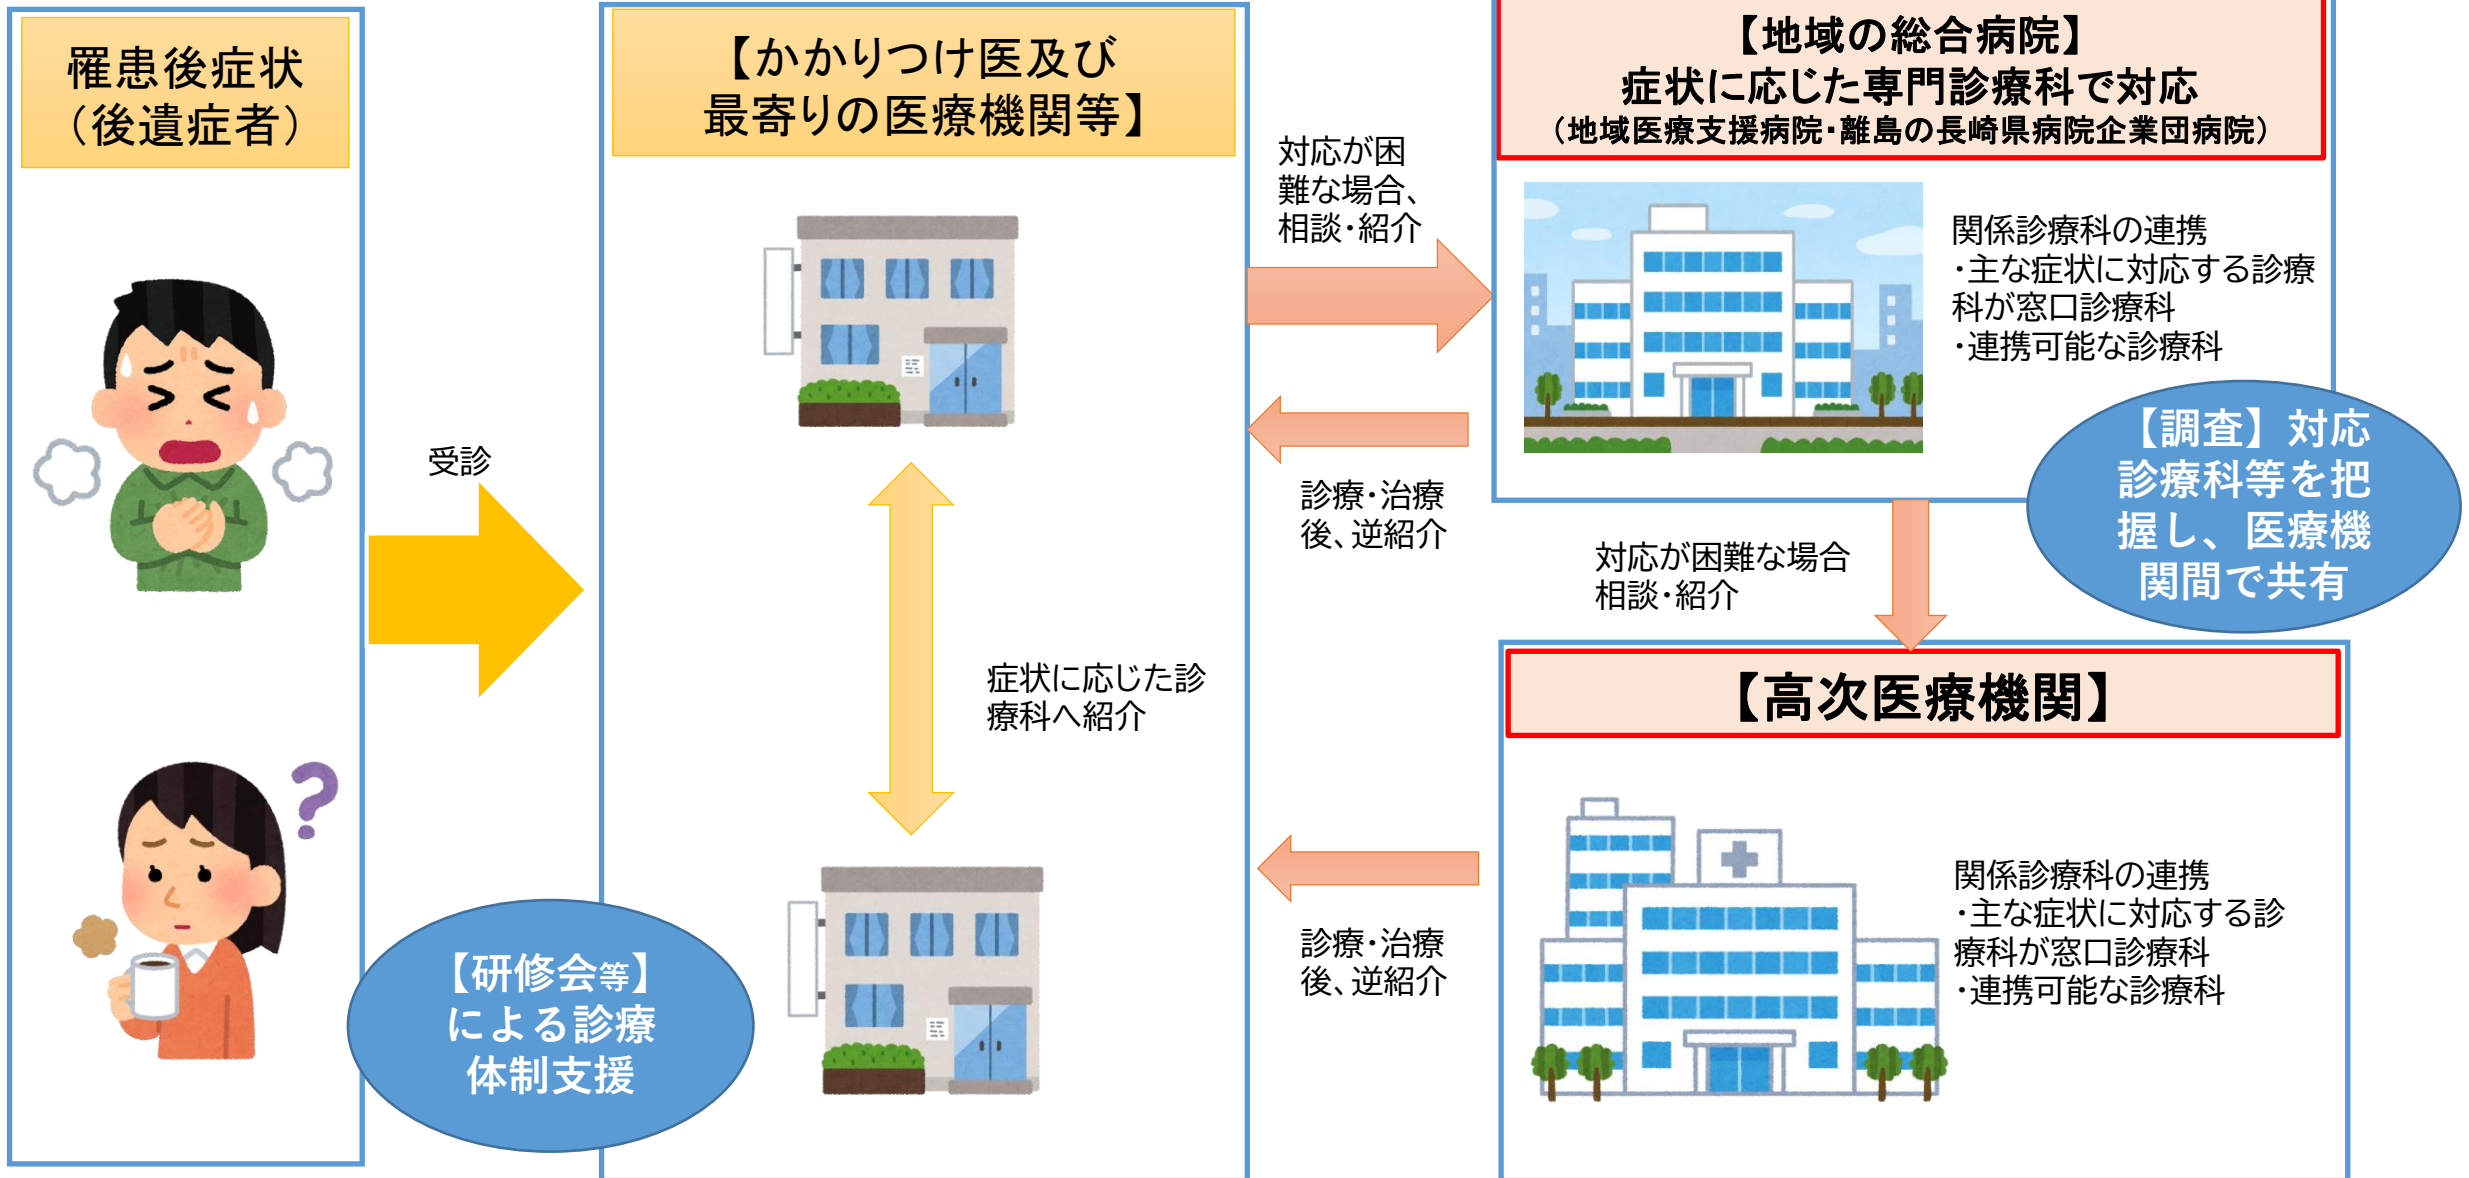 罹患後症状
（後遺症者）
受診
【かかりつけ医及び
最寄りの医療機関等】
症状に応じた診
療科へ紹介
【研修会等】
による診療
体制支援
対応が困
難な場合、
相談・紹介
診療・治療
後、逆紹介
【地域の総合病院】
症状に応じた専門診療科で対応
（地域医療支援病院・離島の長崎県病院企業団病院）
関係診療科の連携
・主な症状に対応する診療
科が窓口診療科
・連携可能な診療科
【調査】対応
診療科等を把
握し、医療機
関間で共有
対応が困難な場合
相談・紹介
【高次医療機関】
関係診療科の連携
・主な症状に対応する診
療科が窓口診療科
・連携可能な診療科
診療・治療
後、逆紹介